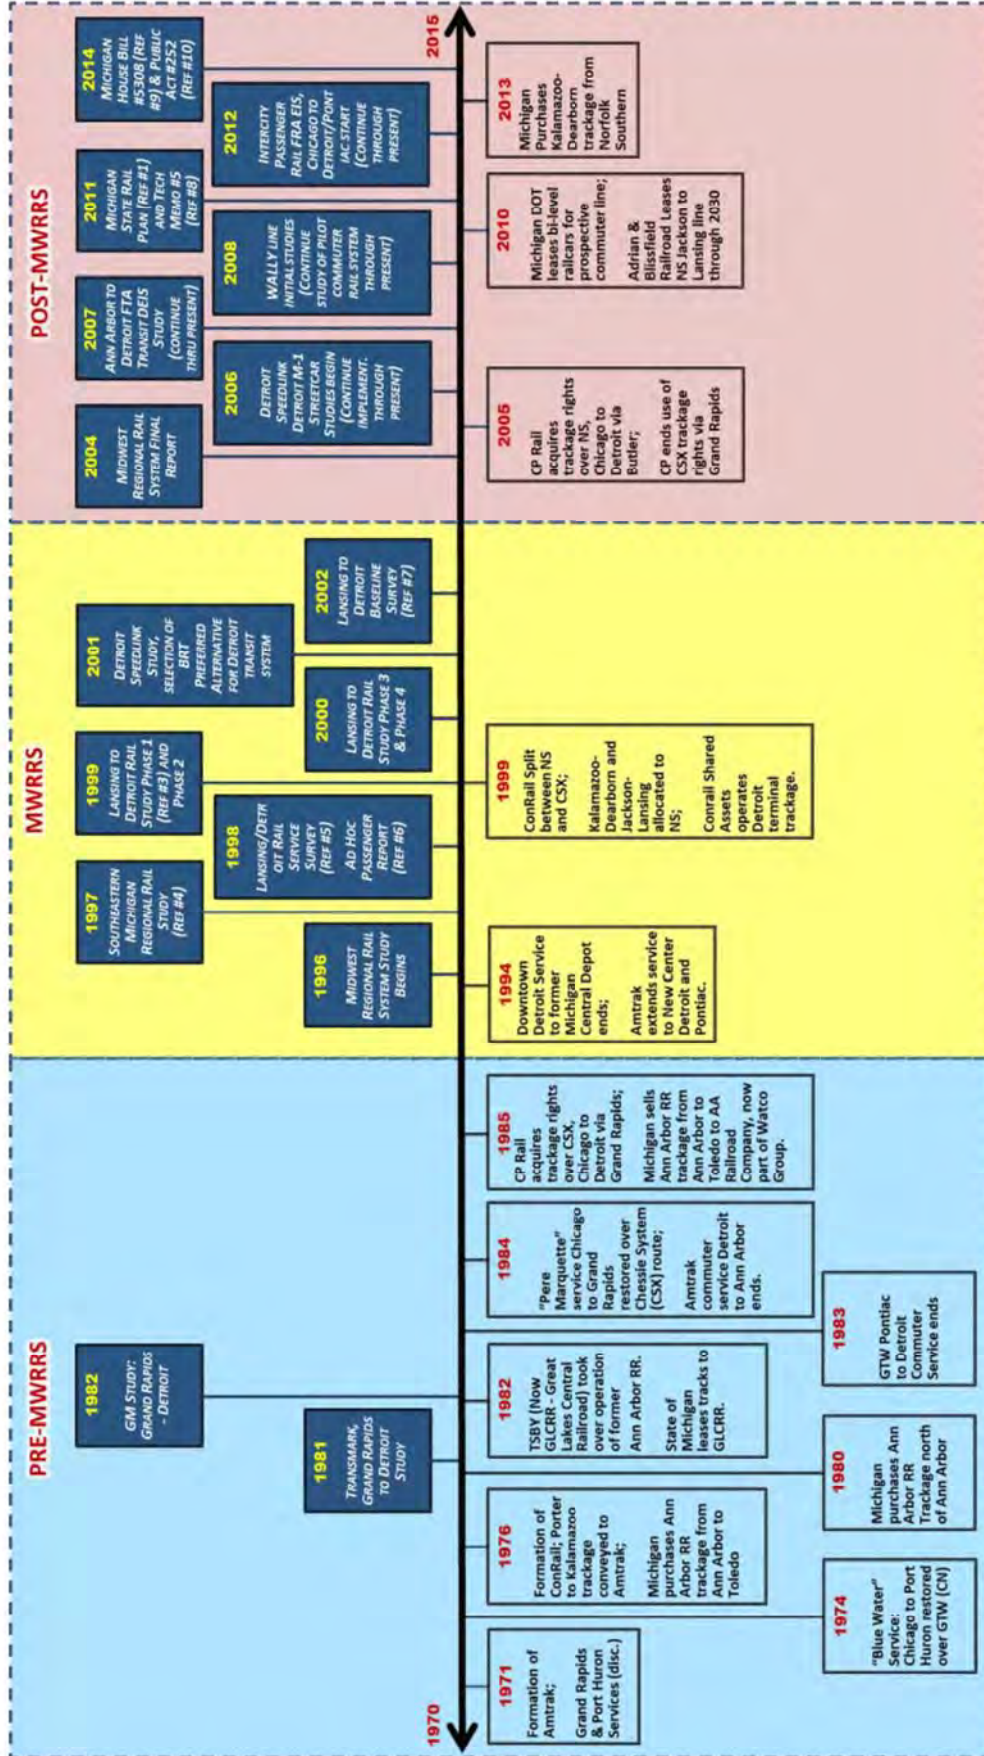 PRE-MWRRS
MWRRS
POST-MWRRS
1982
GM STUDY:
GRAND RAPIDS
- DETROIT
1981
TRANSMARK,
GRAND RAPIDS
TO DETROIT
STUDY
1997
SOUTHEASTERN
MICHIGAN
REGIONAL RAIL
STUDY
(REF #4)
1996
MIDWEST
REGIONAL RAIL
SYSTEM STUDY
BEGINS
1999
LANSING TO
DETROIT RAIL
STUDY PHASE 1
(REF #3) AND
PHASE 2
1998
LANSING/DETR
OIT RAIL
SERVICE
SURVEY
(REF #5)
AD HOC
PASSENGER
REPORT
(REF #6)
2001
DETROIT
SPEEDLINK
STUDY,
SELECTION OF
BRT
PREFERRED
ALTERNATIVE
FOR DETROIT
TRANSIT
SYSTEM
2000
LANSING TO
DETROIT RAIL
STUDY PHASE 3
& PHASE 4
2002
LANSING TO
DETROIT
BASELINE
SURVEY
(REF #7)
2004
MIDWEST
REGIONAL RAIL
SYSTEM FINAL
REPORT
2006
DETROIT
SPEEDLINK
DETROIT M-1
STREETCAR
STUDIES BEGIN
(CONTINUE
IMPLEMENT.
THROUGH
PRESENT)
2007
ANN ARBOR TO
DETROIT FTA
TRANSIT DEIS
STUDY
(CONTINUE
THRU PRESENT)
2008
WALLY LINE
INITIAL STUDIES
(CONTINUE
STUDY OF PILOT
COMMUTER
RAIL SYSTEM
THROUGH
PRESENT)
2011
MICHIGAN
STATE RAIL
PLAN [REF #1)
AND TECH
MEMO #5
(REF #8)
2012
INTERCITY
PASSENGER
RAIL FRA EIS,
CHICAGO TO
DETROIT/PONT
IAC START
(CONTINUE
THROUGH
PRESENT)
2014
MICHIGAN
HOUSE BILL
#5308 (REF
#9) & PUBLIC
ACT #252
(REF #10)
1970
2015
1971
Formation of
Amtrak;
Grand Rapids
& Port Huron
Services (disc.)
1974
"Blue Water"
Service:
Chicago to Port
Huron restored
over GTW (CN)
1976
Formation of
ConRail; Porter
to Kalamazoo
trackage
conveyed to
Amtrak;
Michigan
purchases Ann
Arbor RR
trackage from
Ann Arbor to
Toledo
1980
Michigan
purchases Ann
Arbor RR
Trackage north
of Ann Arbor
1982
TSBY (Now
GLCRR - Great
Lakes Central
Railroad) took
over operation
of former
Ann Arbor RR.
State of
Michigan
leases tracks to
GLCRR.
1983
GTW Pontiac
to Detroit
Commuter
Service ends
1984
"Pere
Marquette"
service Chicago
to Grand
Rapids
restored over
Chessie System
(CSX) route;
Amtrak
commuter
service Detroit
to Ann Arbor
ends.
1985
CP Rail
acquires
trackage rights
over CSX,
Chicago to
Detroit via
Grand Rapids;
Michigan sells
Ann Arbor RR
trackage from
Ann Arbor to
Toledo to AA
Railroad
Company, now
part of Watco
Group.
1994
Downtown
Detroit Service
to former
Michigan
Central Depot
ends;
Amtrak
extends service
to New Center
Detroit and
Pontiac.
1999
ConRail Split
between NS
and CSX;
Kalamazoo-
Dearborn and
Jackson-
Lansing
allocated to
NS;
Conrail Shared
Assets
operates
Detroit
terminal
trackage.
2005
CP Rail
acquires
trackage rights
over NS,
Chicago to
Detroit via
Butler;
CP ends use of
CSX trackage
rights via
Grand Rapids
2010
Michigan DOT
leases bi-level
railcars for
prospective
commuter line;
Adrian &
Blissfield
Railroad Leases
NS Jackson to
Lansing line
through 2030
2013
Michigan
Purchases
Kalamazoo-
Dearborn
trackage from
Norfolk
Southern